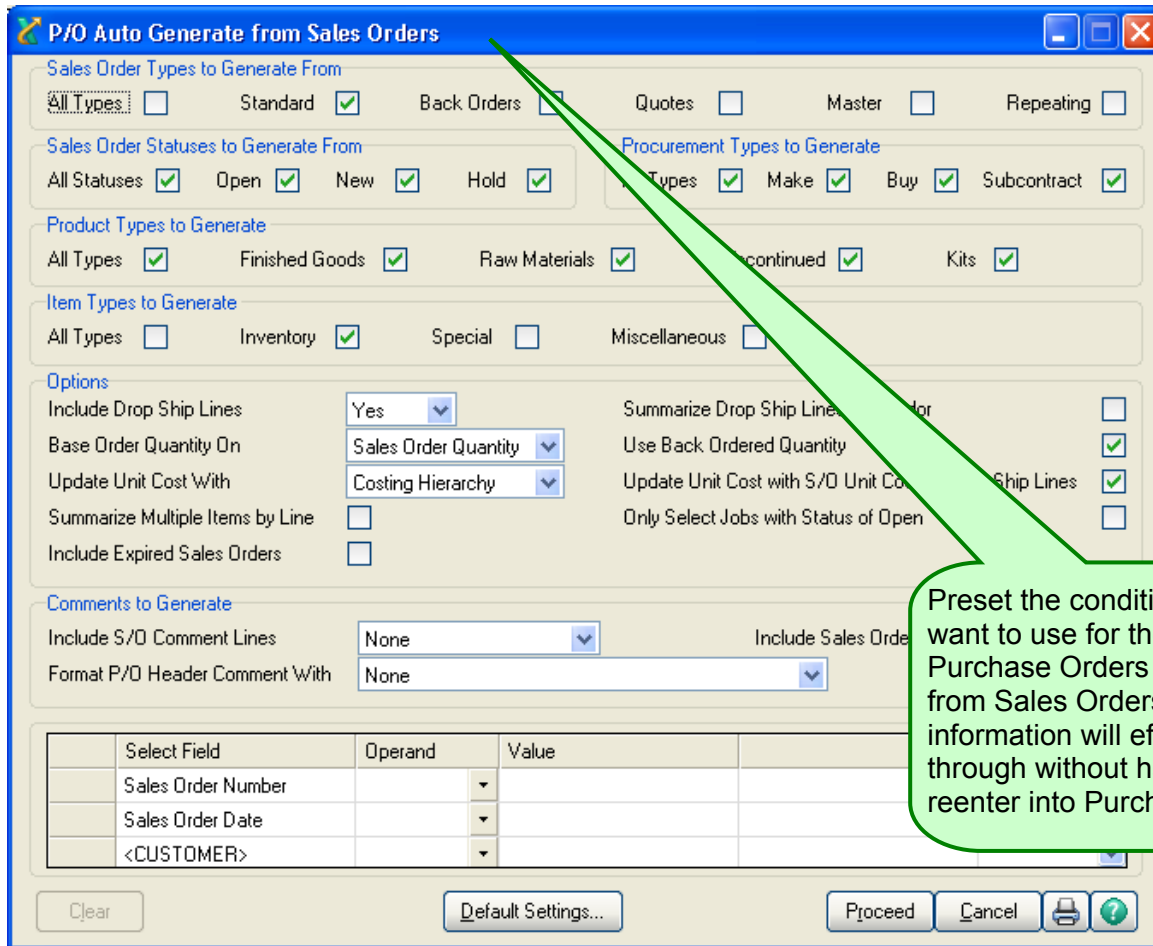 P/O Auto Generate from Sales Orders
Sales Order Types to Generate From
All Types Standard Back Orders Quotes Master Repeating
Sales Order Statuses to Generate From Procurement Types to Generate
All Statuses Open New Hold Types Make Buy Subcontract
Product Types to Generate
All Types Finished Goods Raw Materials Kits
Item Types to Generate
All Types Inventory Special Miscellaneous
Options
Include Drop Ship Lines Yes Summarize Drop Ship Lines
Base Order Quantity On Sales Order Quantity Use Back Ordered Quantity
Update Unit Cost With Costing Hierarchy Update Unit Cost with S/O Unit Ship Lines
Summarize Multiple Items by Line Only Select Jobs with Status of Open
Include Expired Sales Orders
Comments to Generate
Include S/O Comment Lines None Include Sales
Format P/O Header Comment With None
Preset the
want to use for
Purchase Orders
from Sales
information will
through without
reenter into
Select Field Operand Value
Sales Order Number
Sales Order Date
<CUSTOMER>
Clear Default Settings... Proceed Cancel